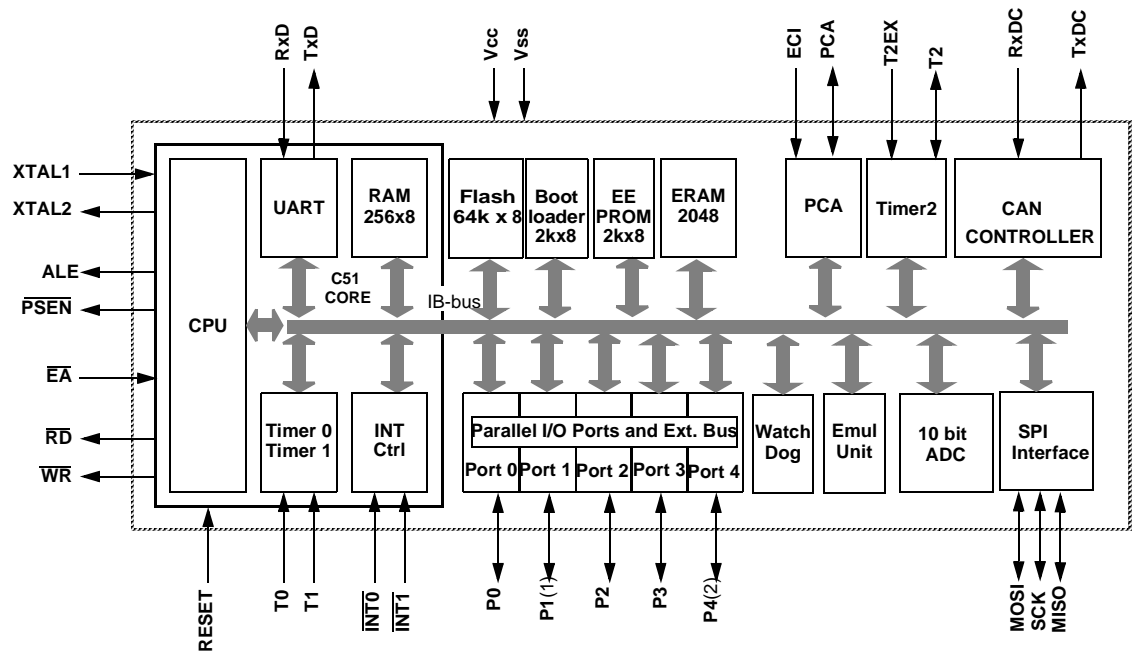 RxD
TxD
Vcc
Vss
ECI
PCA
T2EX
T2
RxDC
TxDC
XTAL1
XTAL2
ALE
PSEN
EA
RD
WR
CPU
UART
RAM
256x8
C51
CORE
IB-bus
Flash
64k x 8
Boot
loader
2kx8
EE
PROM
2kx8
ERAM
2048
PCA
Timer2
CAN
CONTROLLER
Timer 0
Timer 1
INT
Ctrl
Parallel I/O Ports and Ext. Bus
Port 0
Port 1
Port 2
Port 3
Port 4
Watch
Dog
Emul
Unit
10 bit
ADC
SPI
Interface
RESET
T0
T1
INT0
INT1
P0
P1(1)
P2
P3
P4(2)
MOSI
SCK
MISO